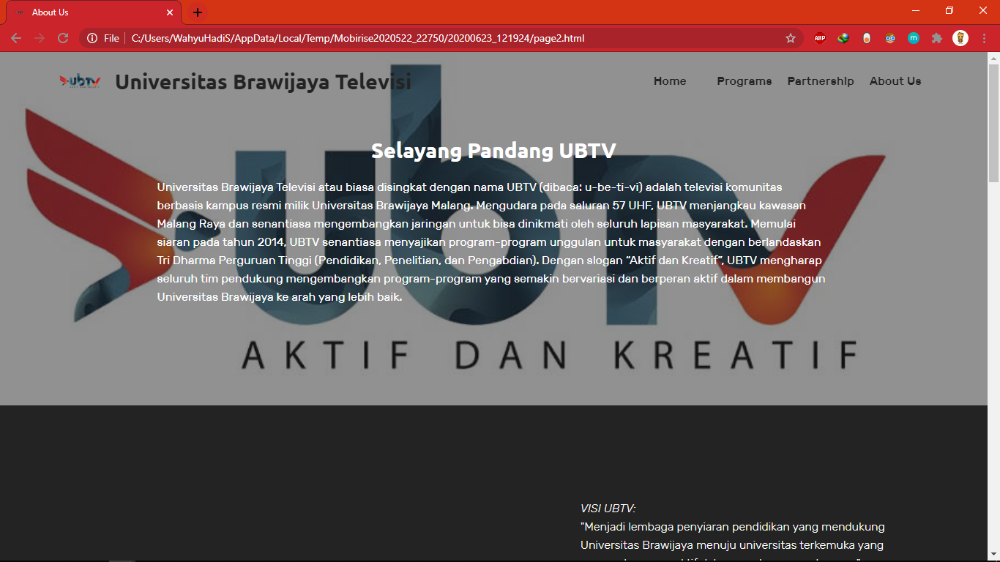 About Us
File
C:/Users/WahyuHadiS/AppData/Local/Temp/Mobirise2020522_22750/20200623_121924/page2.html
ABP
m
ubTV
Universitas Brawijaya Televisi
Home
Programs
Partnership
About Us
Selayang Pandang UBTV
Universitas Brawijaya Televisi atau biasa disingkat dengan nama UBTV (dibaca: u-be-ti-vi) adalah televisi komunitas
berbasis kampus resmi milik Universitas Brawijaya Malang. Mengudara pada saluran 57 UHF, UBTV menjangkau kawasan
Malang Raya dan senantiasa mengembangkan jaringan untuk bisa dinikmati oleh seluruh lapisan masyarakat. Memulai
siaran pada tahun 2014, UBTV senantiasa menyajikan program-program unggulan untuk masyarakat dengan berlandaskan
Tri Dharma Perguruan Tinggi (Pendidikan, Penelitian, dan Pengabdian). Dengan slogan “Aktif dan Kreatif”, UBTV mengharap
seluruh tim pendukung mengembangkan program-program yang semakin bervariasi dan berperan aktif dalam membangun
Universitas Brawijaya ke arah yang lebih baik.
ubTV
AKTIF DAN KREATIF
VISI UBTV:
"Menjadi lembaga penyiaran pendidikan yang mendukung
Universitas Brawijaya menuju universitas terkemuka yang